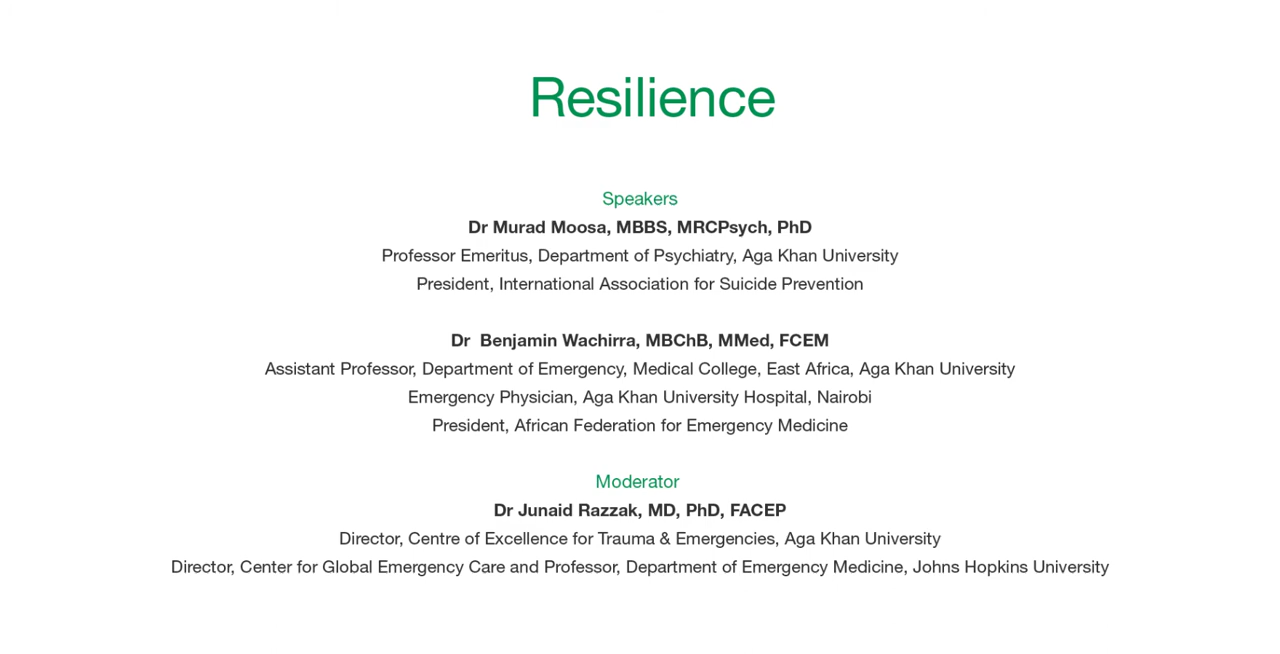 Resilience
Speakers
Dr Murad Moosa, MBBS, MRCPsych, PhD
Professor Emeritus, Department of Psychiatry, Aga Khan University
President, International Association for Suicide Prevention
Dr  Benjamin Wachirra, MBChB, MMed, FCEM
Assistant Professor, Department of Emergency, Medical College, East Africa, Aga Khan University
Emergency Physician, Aga Khan University Hospital, Nairobi
President, African Federation for Emergency Medicine
Moderator
Dr Junaid Razzak, MD, PhD, FACEP
Director, Centre of Excellence for Trauma & Emergencies, Aga Khan University
Director, Center for Global Emergency Care and Professor, Department of Emergency Medicine, Johns Hopkins University